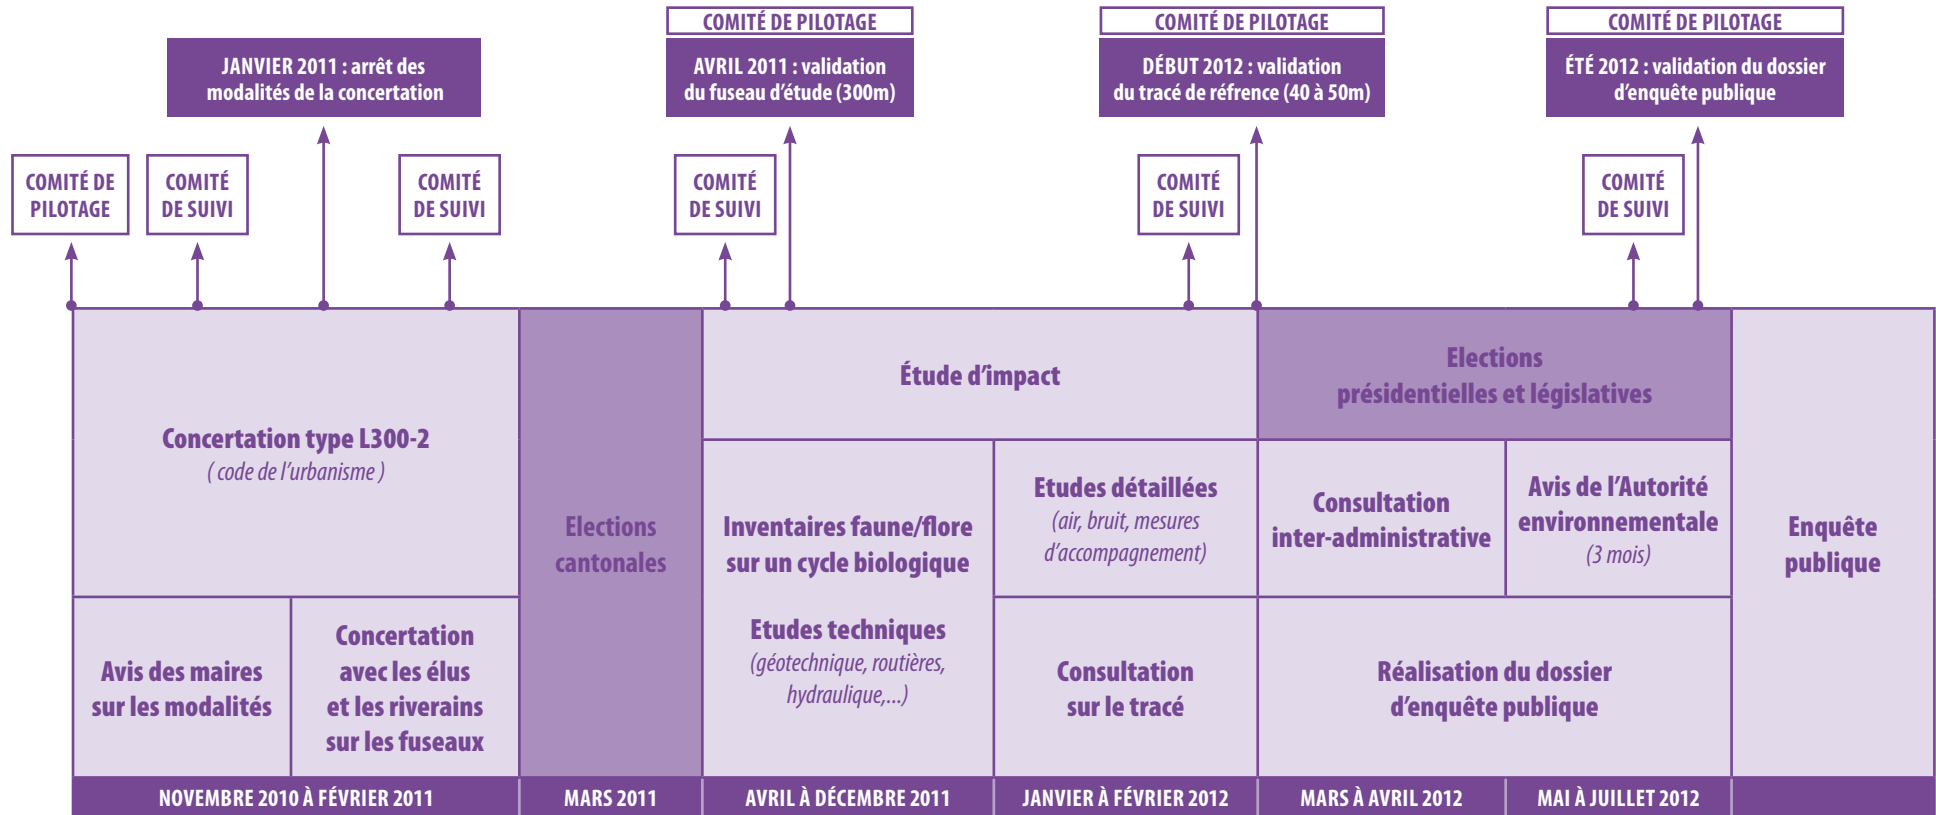 COMITÉ DE PILOTAGE
COMITÉ DE PILOTAGE
COMITÉ DE PILOTAGE
JANVIER 2011 : arrêt des
modalités de la concertation
AVRIL 2011 : validation
du fuseau d'étude (300m)
DÉBUT 2012 : validation
du tracé de réfrence (40 à 50m)
ÉTÉ 2012 : validation du dossier
d'enquête publique
COMITÉ DE
PILOTAGE
COMITÉ
DE SUIVI
COMITÉ
DE SUIVI
COMITÉ
DE SUIVI
COMITÉ
DE SUIVI
COMITÉ
DE SUIVI
Concertation type L300-2
( code de l'urbanisme )
Avis des maires
sur les modalités
Concertation
avec les élus
et les riverains
sur les fuseaux
Elections
cantonales
Étude d'impact
Inventaires faune/flore
sur un cycle biologique
Etudes techniques
(géotechnique, routières,
hydraulique,...)
Etudes détaillées
(air, bruit, mesures
d'accompagnement)
Consultation
sur le tracé
Elections
présidentielles et législatives
Consultation
inter-administrative
Avis de l'Autorité
environnementale
(3 mois)
Réalisation du dossier
d'enquête publique
Enquête
publique
NOVEMBRE 2010 À FÉVRIER 2011
MARS 2011
AVRIL À DÉCEMBRE 2011
JANVIER À FÉVRIER 2012
MARS À AVRIL 2012
MAI À JUILLET 2012